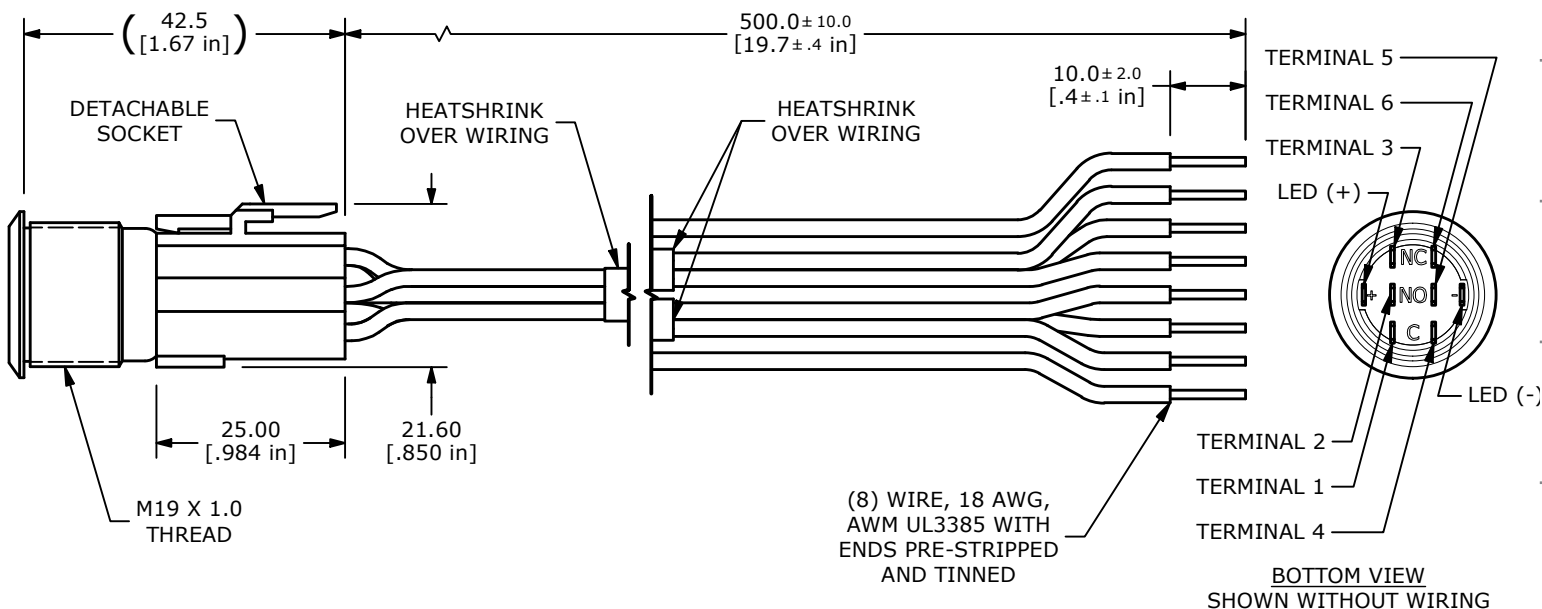 ( 42.5 )
[1.67 in]
500.0±10.0
[19.7±.4 in]
10.0±2.0
[.4±.1 in]
TERMINAL 5
TERMINAL 6
TERMINAL 3
LED (+)
DETACHABLE
SOCKET
HEATSHRINK
OVER WIRING
HEATSHRINK
OVER WIRING
NC
+ NO -
C
LED (-)
25.00
[.984 in]
21.60
[.850 in]
M19 X 1.0
THREAD
(8) WIRE, 18 AWG,
AWM UL3385 WITH
ENDS PRE-STRIPPED
AND TINNED
TERMINAL 2
TERMINAL 1
TERMINAL 4
BOTTOM VIEW
SHOWN WITHOUT WIRING